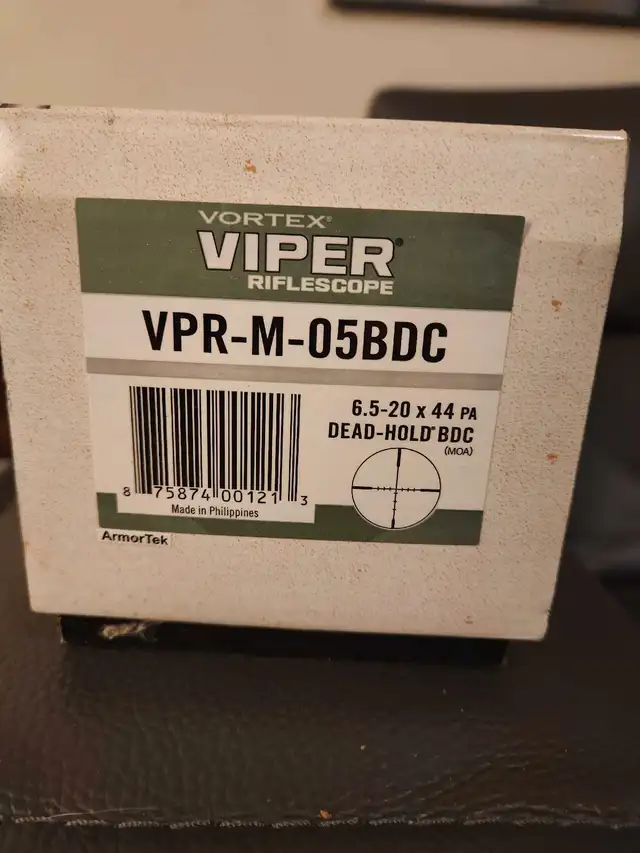 VORTEX®
VIPER®
RIFLESCOPE
VPR-M-05BDC
6.5-20 x 44 PA
DEAD-HOLD® BDC
(MOA)
8 75874 00121 3
Made in Philippines
ArmorTek